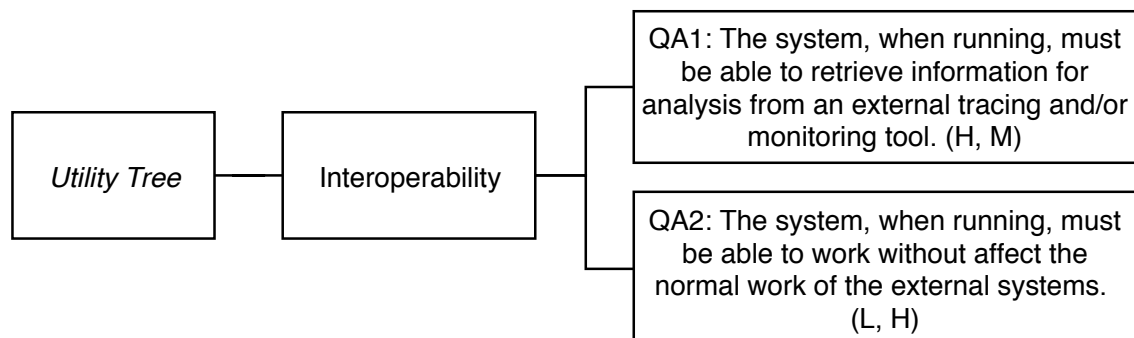 Utility Tree
Interoperability
QA1: The system, when running, must
be able to retrieve information for
analysis from an external tracing and/or
monitoring tool. (H, M)
QA2: The system, when running, must
be able to work without affect the
normal work of the external systems.
(L, H)